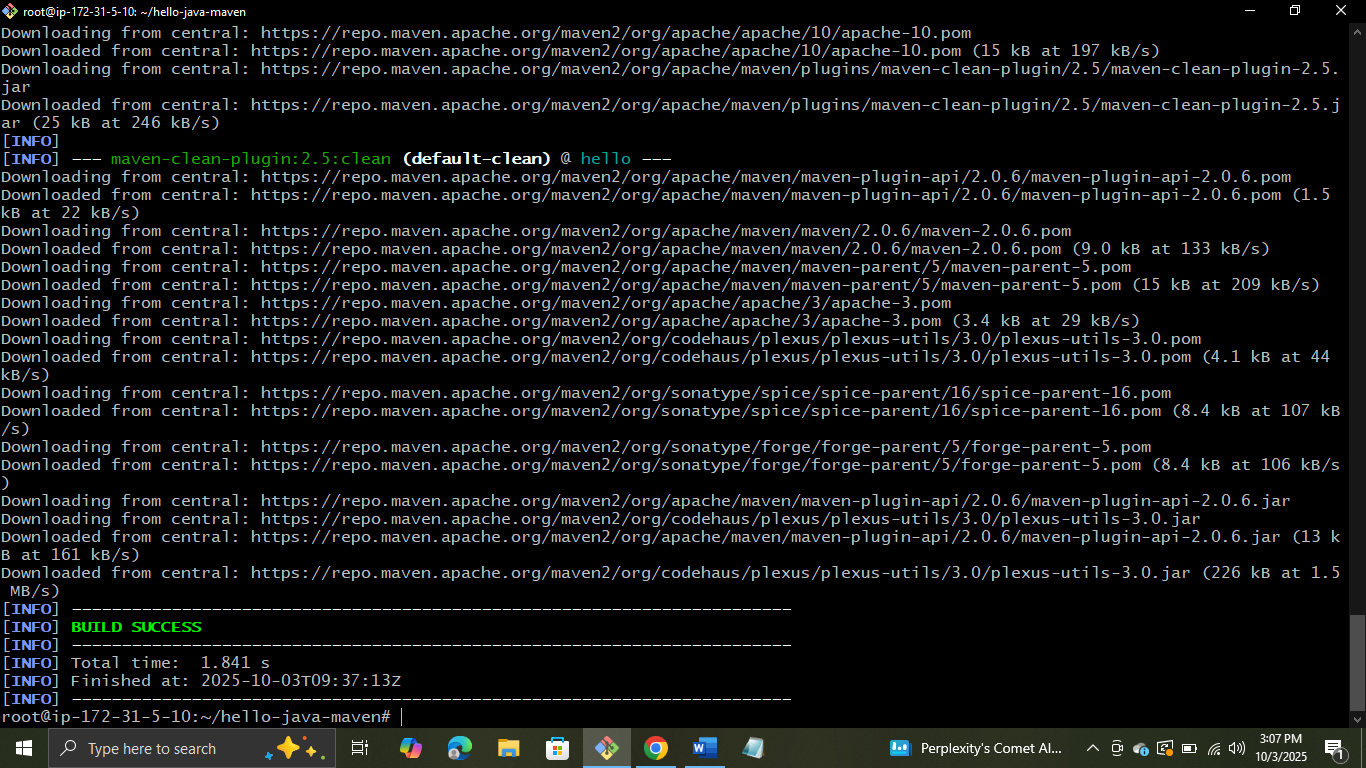 root@ip-172-31-5-10: ~/hello-java-maven
Downloading from central: https://repo.maven.apache.org/maven2/org/apache/apache/10/apache-10.pom
Downloaded from central: https://repo.maven.apache.org/maven2/org/apache/apache/10/apache-10.pom (15 kB at 197 kB/s)
Downloading from central: https://repo.maven.apache.org/maven2/org/apache/maven/plugins/maven-clean-plugin/2.5/maven-clean-plugin-2.5.
jar
Downloaded from central: https://repo.maven.apache.org/maven2/org/apache/maven/plugins/maven-clean-plugin/2.5/maven-clean-plugin-2.5.j
ar (25 kB at 246 kB/s)
[INFO]
[INFO] --- maven-clean-plugin:2.5:clean (default-clean) @ hello ---
Downloading from central: https://repo.maven.apache.org/maven2/org/apache/maven/maven-plugin-api/2.0.6/maven-plugin-api-2.0.6.pom
Downloaded from central: https://repo.maven.apache.org/maven2/org/apache/maven/maven-plugin-api/2.0.6/maven-plugin-api-2.0.6.pom (1.5
kB at 22 kB/s)
Downloading from central: https://repo.maven.apache.org/maven2/org/apache/maven/maven/2.0.6/maven-2.0.6.pom
Downloaded from central: https://repo.maven.apache.org/maven2/org/apache/maven/maven/2.0.6/maven-2.0.6.pom (9.0 kB at 133 kB/s)
Downloading from central: https://repo.maven.apache.org/maven2/org/apache/maven/maven-parent/5/maven-parent-5.pom
Downloaded from central: https://repo.maven.apache.org/maven2/org/apache/maven/maven-parent/5/maven-parent-5.pom (15 kB at 209 kB/s)
Downloading from central: https://repo.maven.apache.org/maven2/org/apache/apache/3/apache-3.pom
Downloaded from central: https://repo.maven.apache.org/maven2/org/apache/apache/3/apache-3.pom (3.4 kB at 29 kB/s)
Downloading from central: https://repo.maven.apache.org/maven2/org/codehaus/plexus/plexus-utils/3.0/plexus-utils-3.0.pom
Downloaded from central: https://repo.maven.apache.org/maven2/org/codehaus/plexus/plexus-utils/3.0/plexus-utils-3.0.pom (4.1 kB at 44
kB/s)
Downloading from central: https://repo.maven.apache.org/maven2/org/sonatype/spice/spice-parent/16/spice-parent-16.pom
Downloaded from central: https://repo.maven.apache.org/maven2/org/sonatype/spice/spice-parent/16/spice-parent-16.pom (8.4 kB at 107 kB
/s)
Downloading from central: https://repo.maven.apache.org/maven2/org/sonatype/forge/forge-parent/5/forge-parent-5.pom
Downloaded from central: https://repo.maven.apache.org/maven2/org/sonatype/forge/forge-parent/5/forge-parent-5.pom (8.4 kB at 106 kB/s
)
Downloading from central: https://repo.maven.apache.org/maven2/org/apache/maven/maven-plugin-api/2.0.6/maven-plugin-api-2.0.6.jar
Downloading from central: https://repo.maven.apache.org/maven2/org/codehaus/plexus/plexus-utils/3.0/plexus-utils-3.0.jar
Downloaded from central: https://repo.maven.apache.org/maven2/org/apache/maven/maven-plugin-api/2.0.6/maven-plugin-api-2.0.6.jar (13 k
B at 161 kB/s)
Downloaded from central: https://repo.maven.apache.org/maven2/org/codehaus/plexus/plexus-utils/3.0/plexus-utils-3.0.jar (226 kB at 1.5
MB/s)
[INFO] ------------------------------------------------------------------------
[INFO] BUILD SUCCESS
[INFO] ------------------------------------------------------------------------
[INFO] Total time:  1.841 s
[INFO] Finished at: 2025-10-03T09:37:13Z
[INFO] ------------------------------------------------------------------------
root@ip-172-31-5-10:~/hello-java-maven#
Type here to search
Perplexity's Comet AI...
3:07 PM
10/3/2025
1